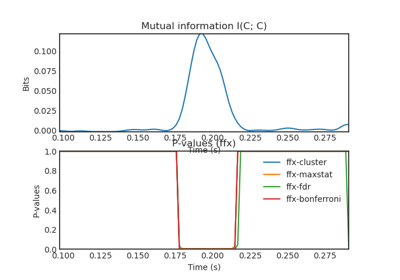 Mutual information I(C; C)
0.100
0.075
0.050
0.025
0.000
Bits
0.100 0.125 0.150 0.175 0.200 0.225 0.250 0.275
Time (s)
P-values (ffx)
1.0
0.8
0.6
0.4
0.2
0.0
P-values
ffx-cluster
ffx-maxstat
ffx-fdr
ffx-bonferroni
0.100 0.125 0.150 0.175 0.200 0.225 0.250 0.275
Time (s)